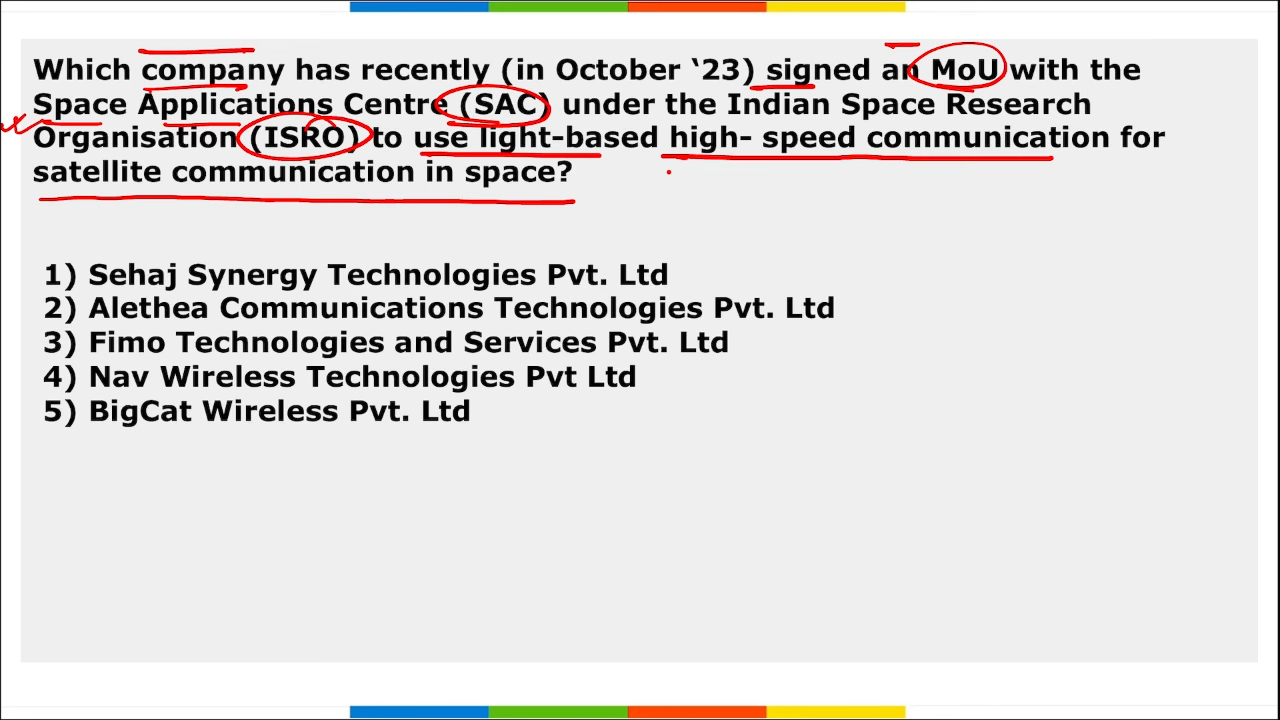 Which company has recently (in October ‘23) signed an MoU with the
Space Applications Centre (SAC) under the Indian Space Research
Organisation (ISRO) to use light-based high- speed communication for
satellite communication in space?
1) Sehaj Synergy Technologies Pvt. Ltd
2) Alethea Communications Technologies Pvt. Ltd
3) Fimo Technologies and Services Pvt. Ltd
4) Nav Wireless Technologies Pvt Ltd
5) BigCat Wireless Pvt. Ltd